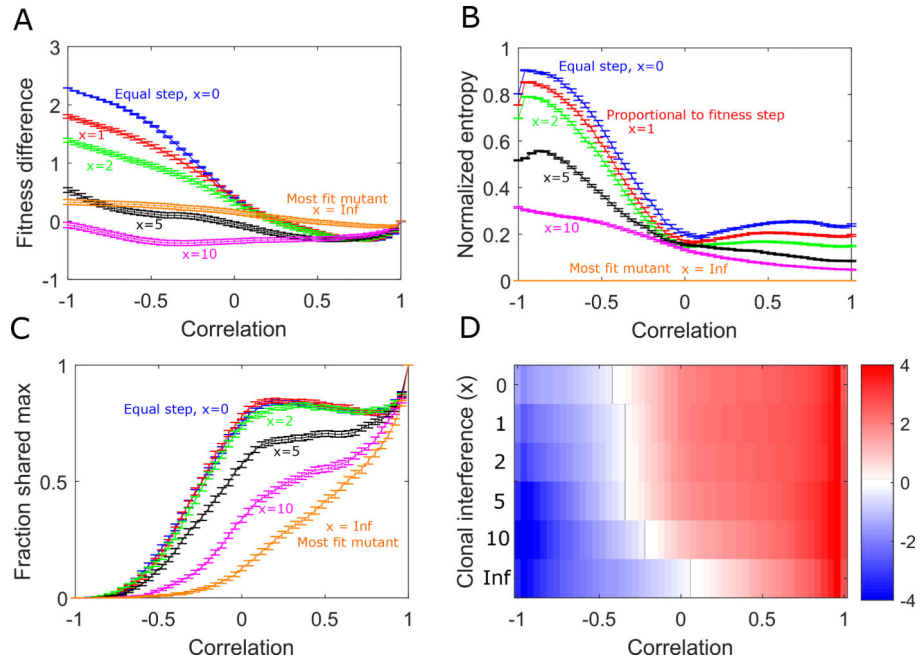 A
3
2
1
0
-1
Fitness difference
Equal step, x=0
x=1
x=2
x=5
x=10
Most fit mutant
x = Inf
-1
-0.5
0
0.5
1
Correlation
B
1
0.8
0.6
0.4
0.2
0
Normalized entropy
Equal step, x=0
Proportional to fitness step
x=1
x=2
x=5
x=10
Most fit mutant x = Inf
-1
-0.5
0
0.5
1
Correlation
C
1
0.5
0
Fraction shared max
Equal step, x=0
x=2
x=5
x=10
x = Inf
Most fit mutant
-1
-0.5
0
0.5
1
Correlation
D
Clonal interference (x)
0
1
2
5
10
Inf
-1
-0.5
0
0.5
1
Correlation
4
2
0
-2
-4